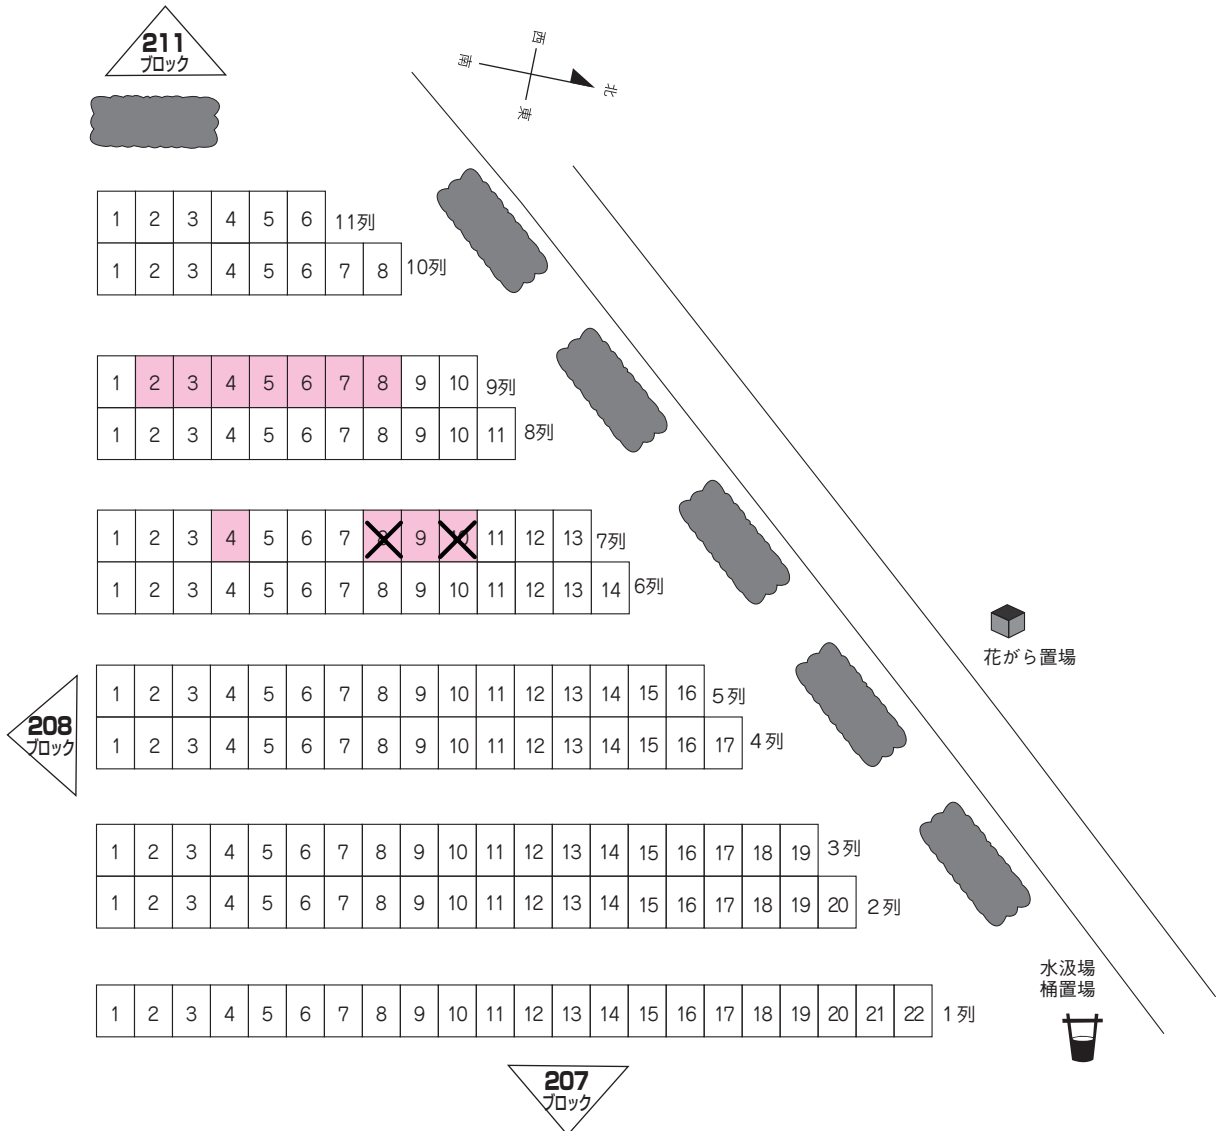 211
ブロック
西
南
北
東
1 2 3 4 5 6 11列
1 2 3 4 5 6 7 8 10列
1 2 3 4 5 6 7 8 9 10 9列
1 2 3 4 5 6 7 8 9 10 11 8列
1 2 3 4 5 6 7 8 9 10 11 12 13 7列
1 2 3 4 5 6 7 8 9 10 11 12 13 14 6列
花がら置場
1 2 3 4 5 6 7 8 9 10 11 12 13 14 15 16 5列
208
ブロック
1 2 3 4 5 6 7 8 9 10 11 12 13 14 15 16 17 4列
1 2 3 4 5 6 7 8 9 10 11 12 13 14 15 16 17 18 19 3列
1 2 3 4 5 6 7 8 9 10 11 12 13 14 15 16 17 18 19 20 2列
水汲場
桶置場
1 2 3 4 5 6 7 8 9 10 11 12 13 14 15 16 17 18 19 20 21 22 1列
207
ブロック